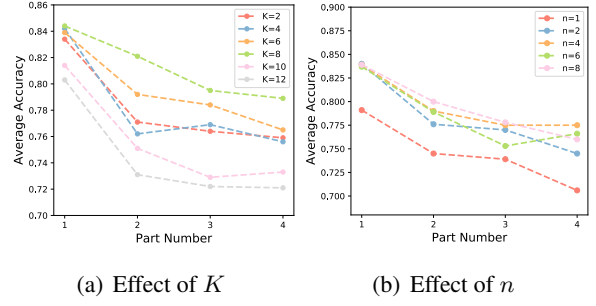 0.86
0.84
0.82
0.80
0.78
0.76
0.74
0.72
0.70
Average Accuracy
1 2 3 4
Part Number
K=2
K=4
K=6
K=8
K=10
K=12
(a) Effect of K
0.900
0.875
0.850
0.825
0.800
0.775
0.750
0.725
0.700
Average Accuracy
1 2 3 4
Part Number
n=1
n=2
n=4
n=6
n=8
(b) Effect of n